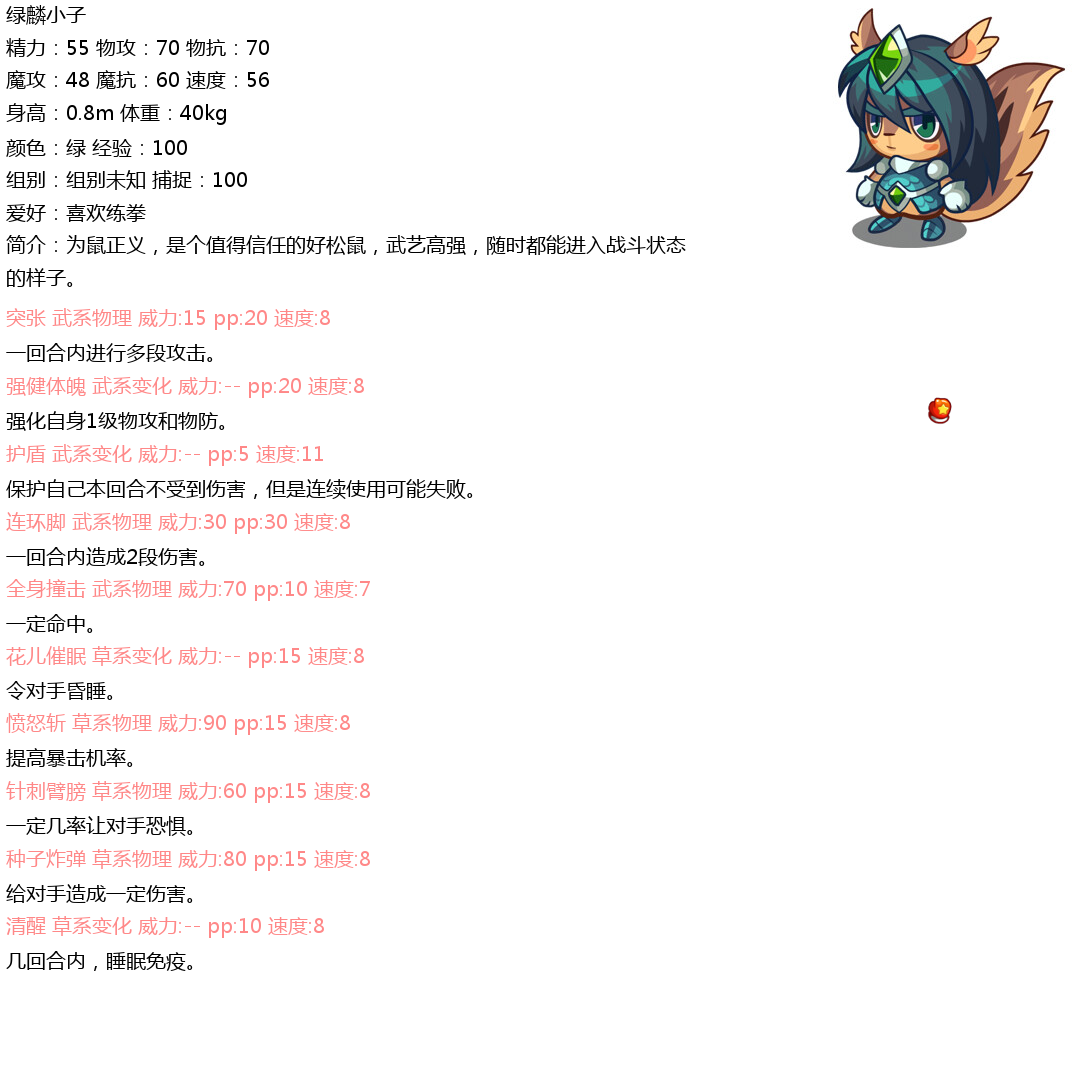 绿麟小子
精力：55 物攻：70 物抗：70
魔攻：48 魔抗：60 速度：56
身高：0.8m 体重：40kg
颜色：绿 经验：100
组别：组别未知 捕捉：100
爱好：喜欢练拳
简介：为鼠正义，是个值得信任的好松鼠，武艺高强，随时都能进入战斗状态
的样子。
突张 武系物理 威力:15 pp:20 速度:8
一回合内进行多段攻击。
强健体魄 武系变化 威力:-- pp:20 速度:8
强化自身1级物攻和物防。
护盾 武系变化 威力:-- pp:5 速度:11
保护自己本回合不受到伤害，但是连续使用可能失败。
连环脚 武系物理 威力:30 pp:30 速度:8
一回合内造成2段伤害。
全身撞击 武系物理 威力:70 pp:10 速度:7
一定命中。
花儿催眠 草系变化 威力:-- pp:15 速度:8
令对手昏睡。
愤怒斩 草系物理 威力:90 pp:15 速度:8
提高暴击机率。
针刺臂膀 草系物理 威力:60 pp:15 速度:8
一定几率让对手恐惧。
种子炸弹 草系物理 威力:80 pp:15 速度:8
给对手造成一定伤害。
清醒 草系变化 威力:-- pp:10 速度:8
几回合内，睡眠免疫。